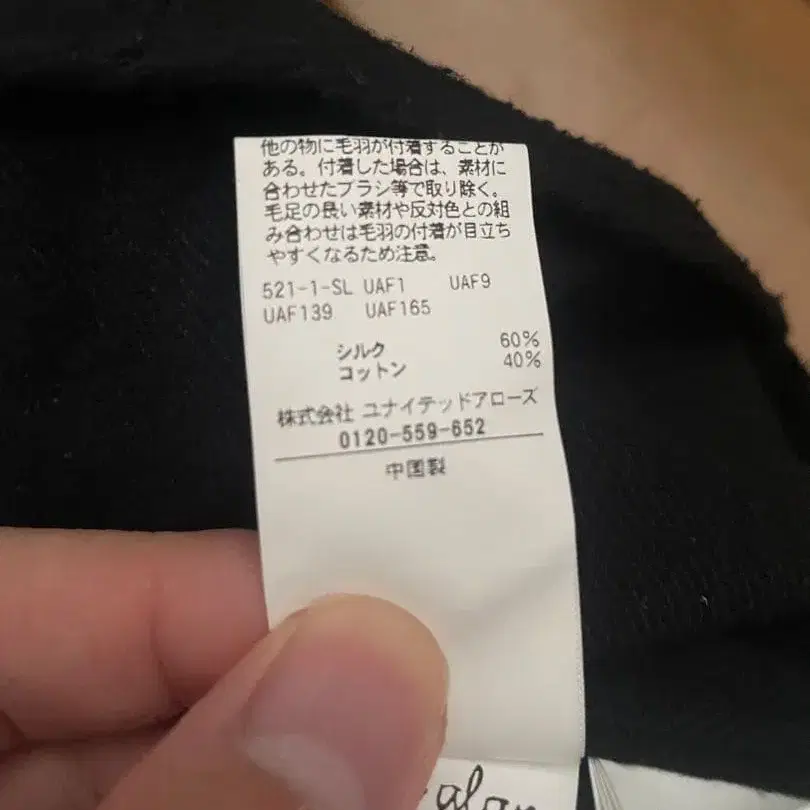 他の物に毛羽が付着することが
ある。付着した場合は、素材に
合わせたブラシ等で取り除く。
毛足の長い素材や反対色との組
み合わせは毛羽の付着が目立ち
やすくなるため注意。
521-1-SL UAF1 UAF9
UAF139 UAF165
シルク 60%
コットン 40%
株式会社 ユナイテッドアローズ
0120-559-652
中国製